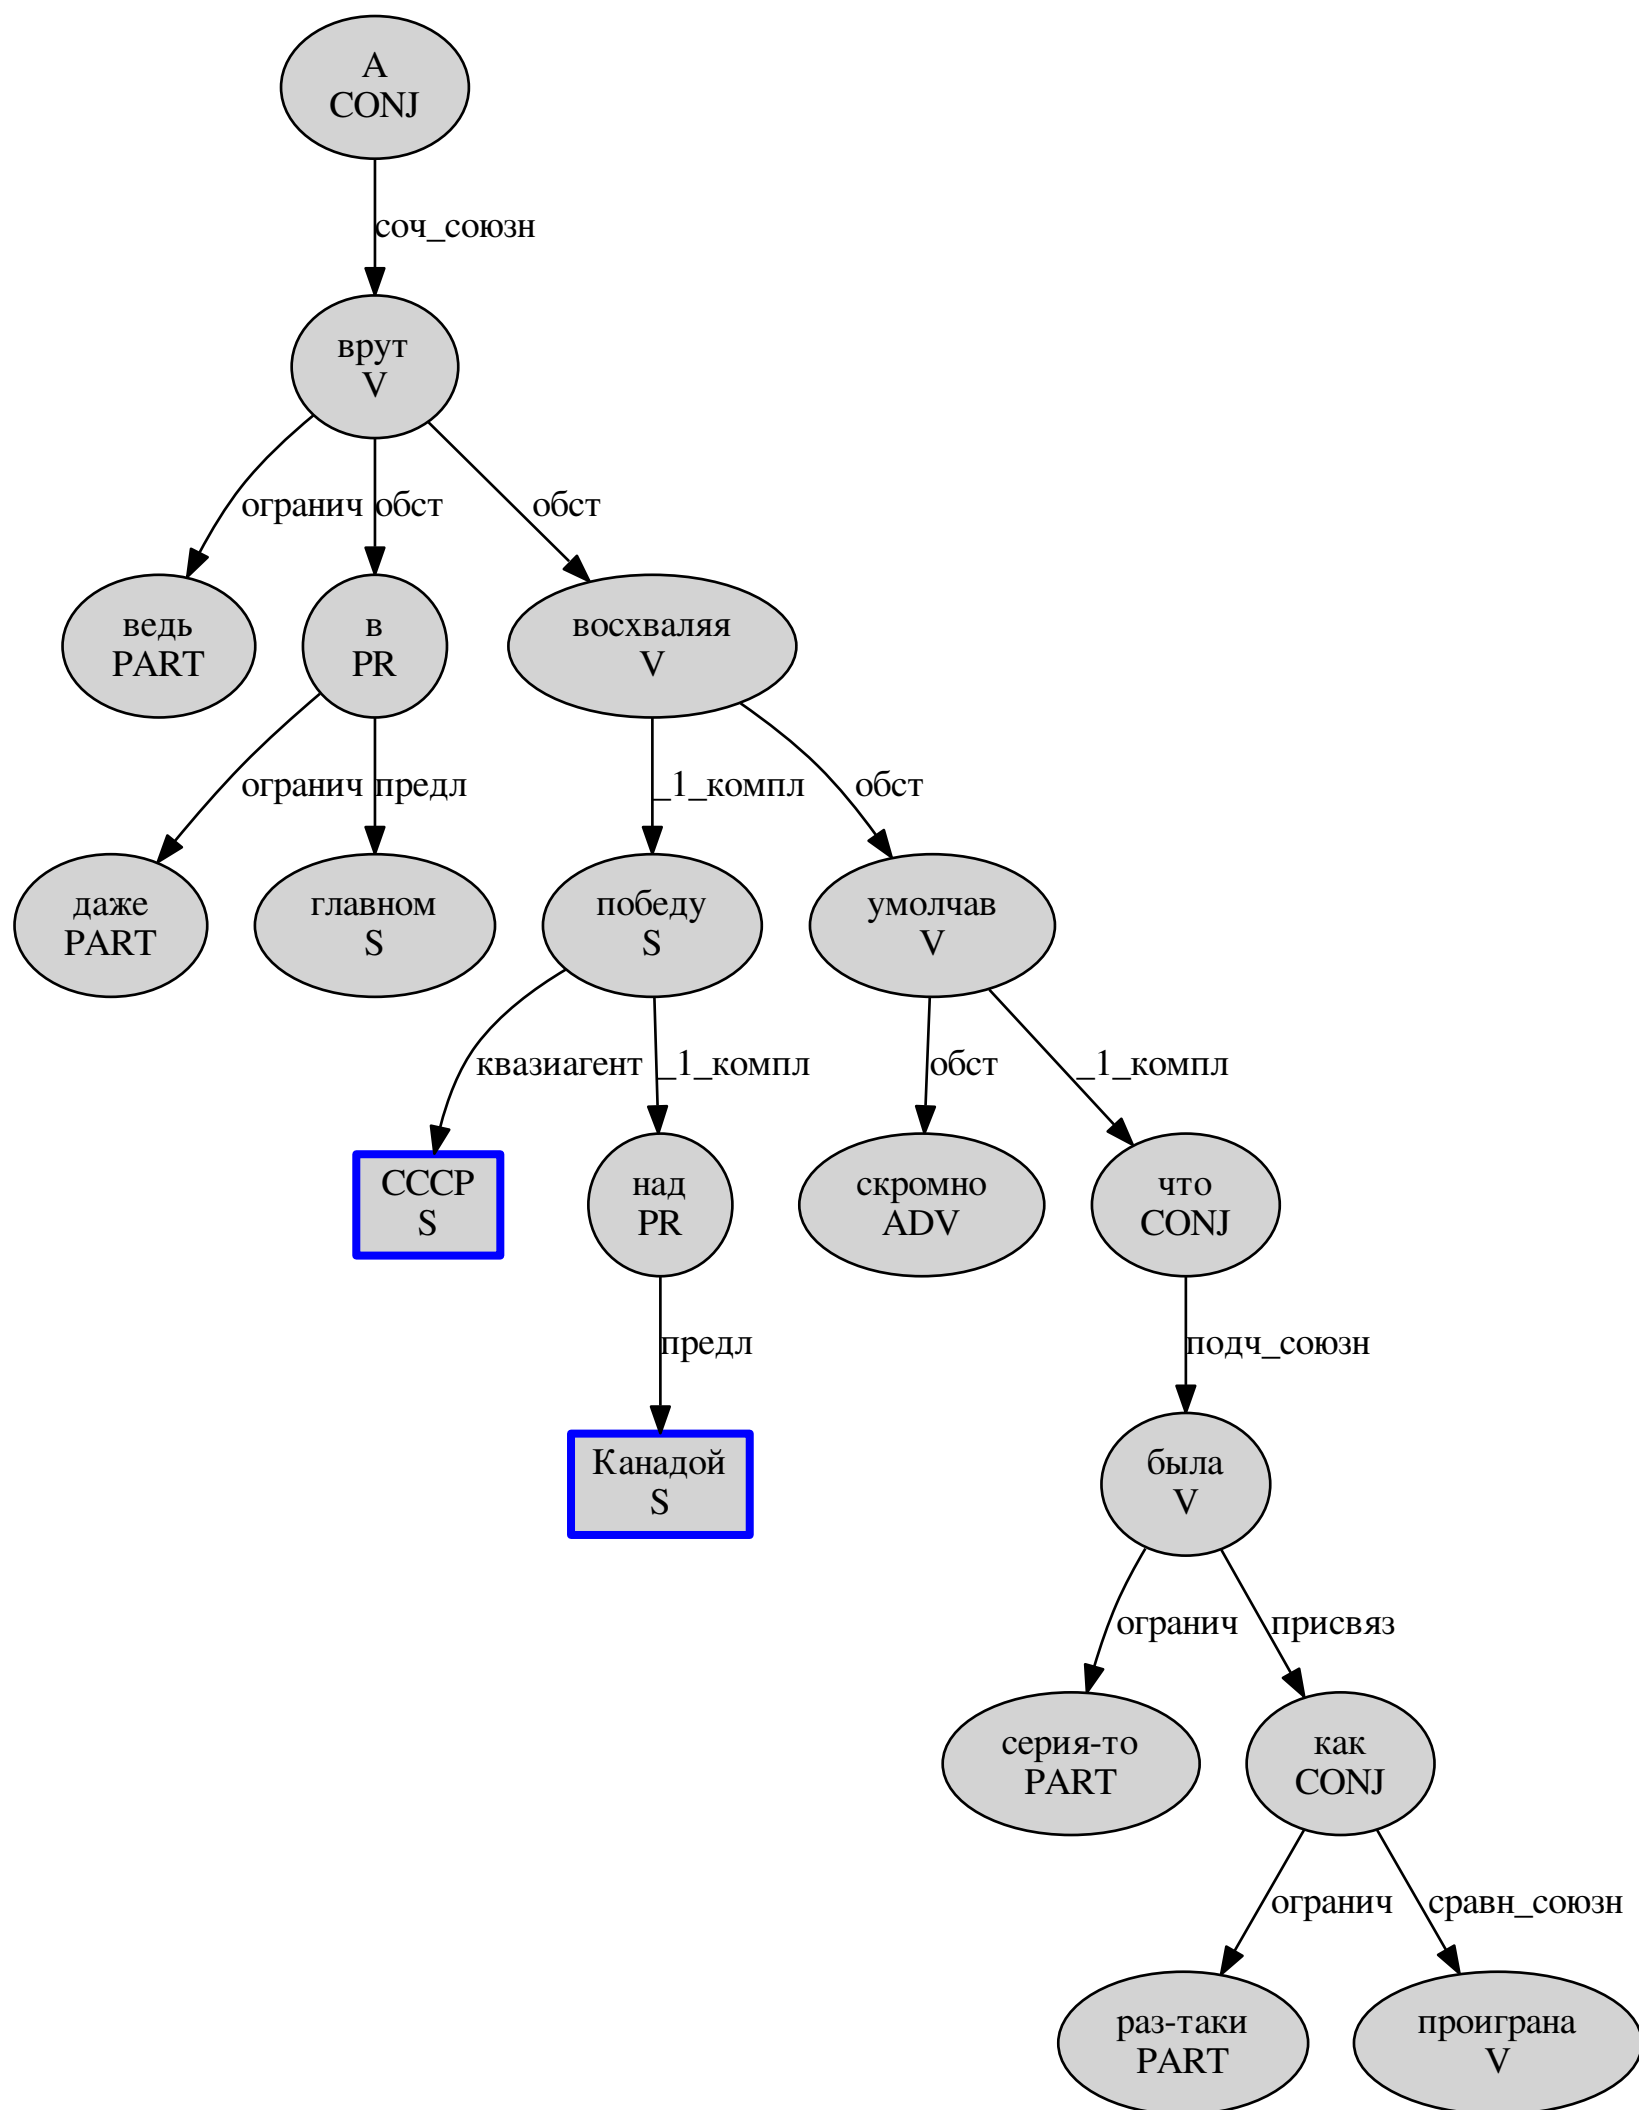 А
CONJ
соч_союзн
врут
V
огранич
обст
обст
ведь
PART
в
PR
восхваляя
V
огранич
предл
_1_компл
обст
даже
PART
главном
S
победу
S
умолчав
V
квазиагент
_1_компл
обст
_1_компл
СССР
S
над
PR
скромно
ADV
что
CONJ
предл
подч_союзн
Канадой
S
была
V
огранич
присвяз
серия-то
PART
как
CONJ
огранич
сравн_союзн
раз-таки
PART
проиграна
V